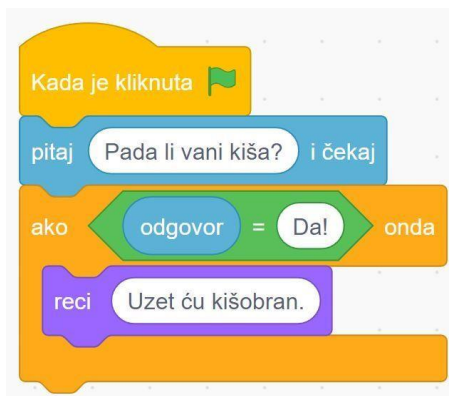 Kada je kliknuta
pitaj Pada li vani kiša? i čekaj
ako odgovor = Da! onda
reci Uzet ću kišobran.